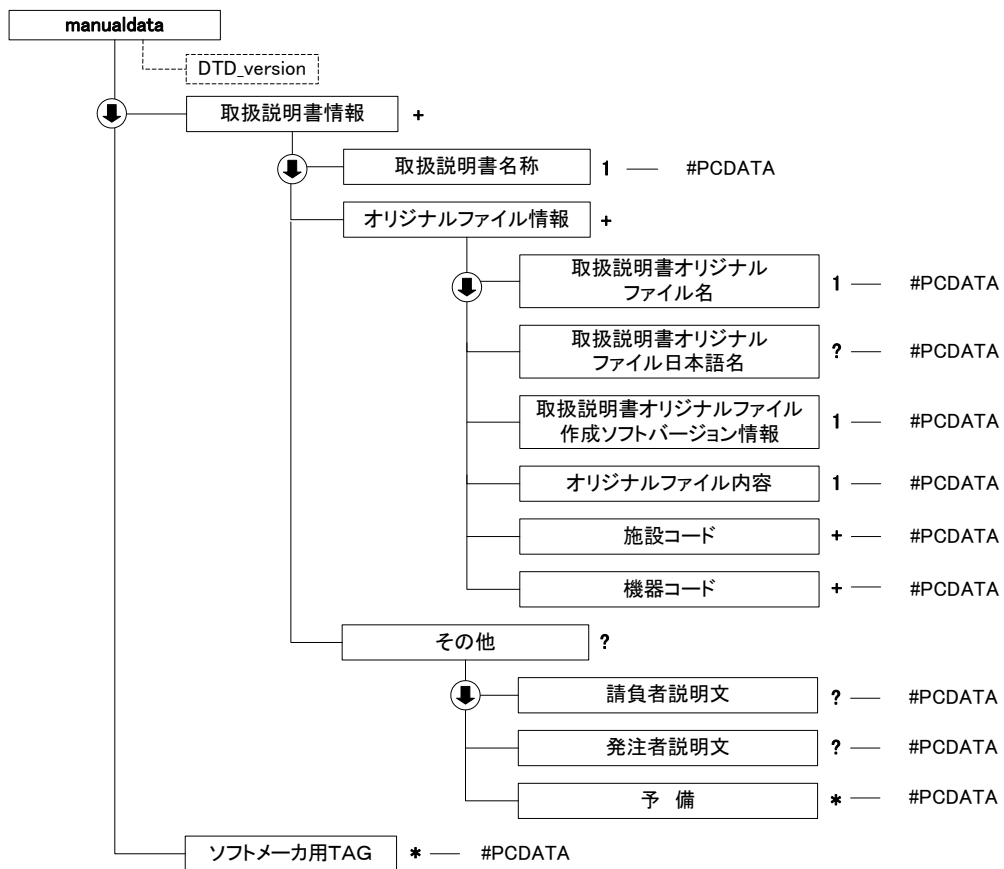 manualdata
DTD_version
取扱説明書情報 +
取扱説明書名称 1 — #PCDATA
オリジナルファイル情報 +
取扱説明書オリジナル
ファイル名 1 — #PCDATA
取扱説明書オリジナル
ファイル日本語名 ? — #PCDATA
取扱説明書オリジナルファイル
作成ソフトバージョン情報 1 — #PCDATA
オリジナルファイル内容 1 — #PCDATA
施設コード + — #PCDATA
機器コード + — #PCDATA
その他 ?
請負者説明文 ? — #PCDATA
発注者説明文 ? — #PCDATA
予 備 * — #PCDATA
ソフトメーカ用TAG * — #PCDATA